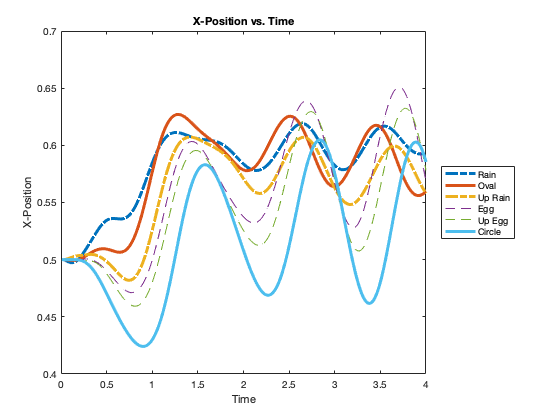 X-Position vs. Time
0.7
0.65
0.6
0.55
0.5
0.45
0.4
X-Position
0 0.5 1 1.5 2 2.5 3 3.5 4
Time
Rain
Oval
Up Rain
Egg
Up Egg
Circle